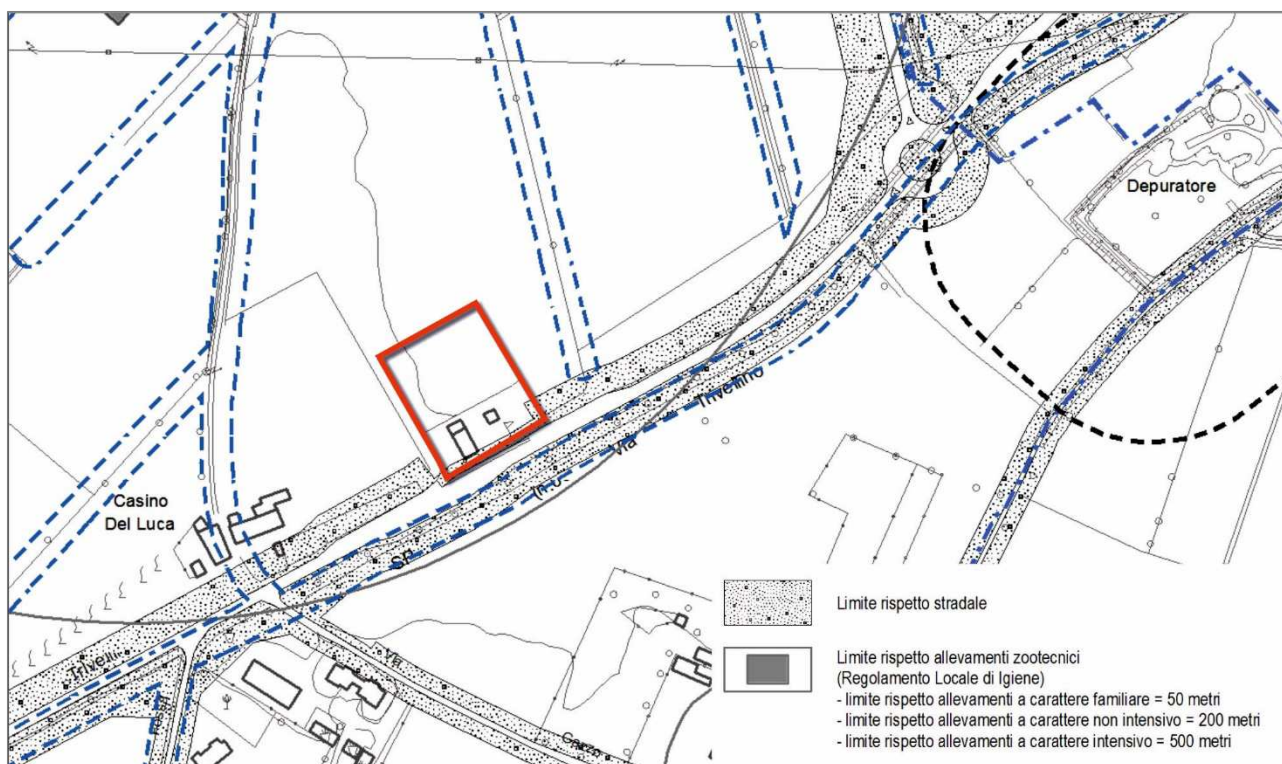 Depuratore
Trivellino
Via
SP
Casino
Del Luca
Trivelli
Via
Gazzo
Limite rispetto stradale
Limite rispetto allevamenti zootecnici
(Regolamento Locale di Igiene)
- limite rispetto allevamenti a carattere familiare = 50 metri
- limite rispetto allevamenti a carattere non intensivo = 200 metri
- limite rispetto allevamenti a carattere intensivo = 500 metri